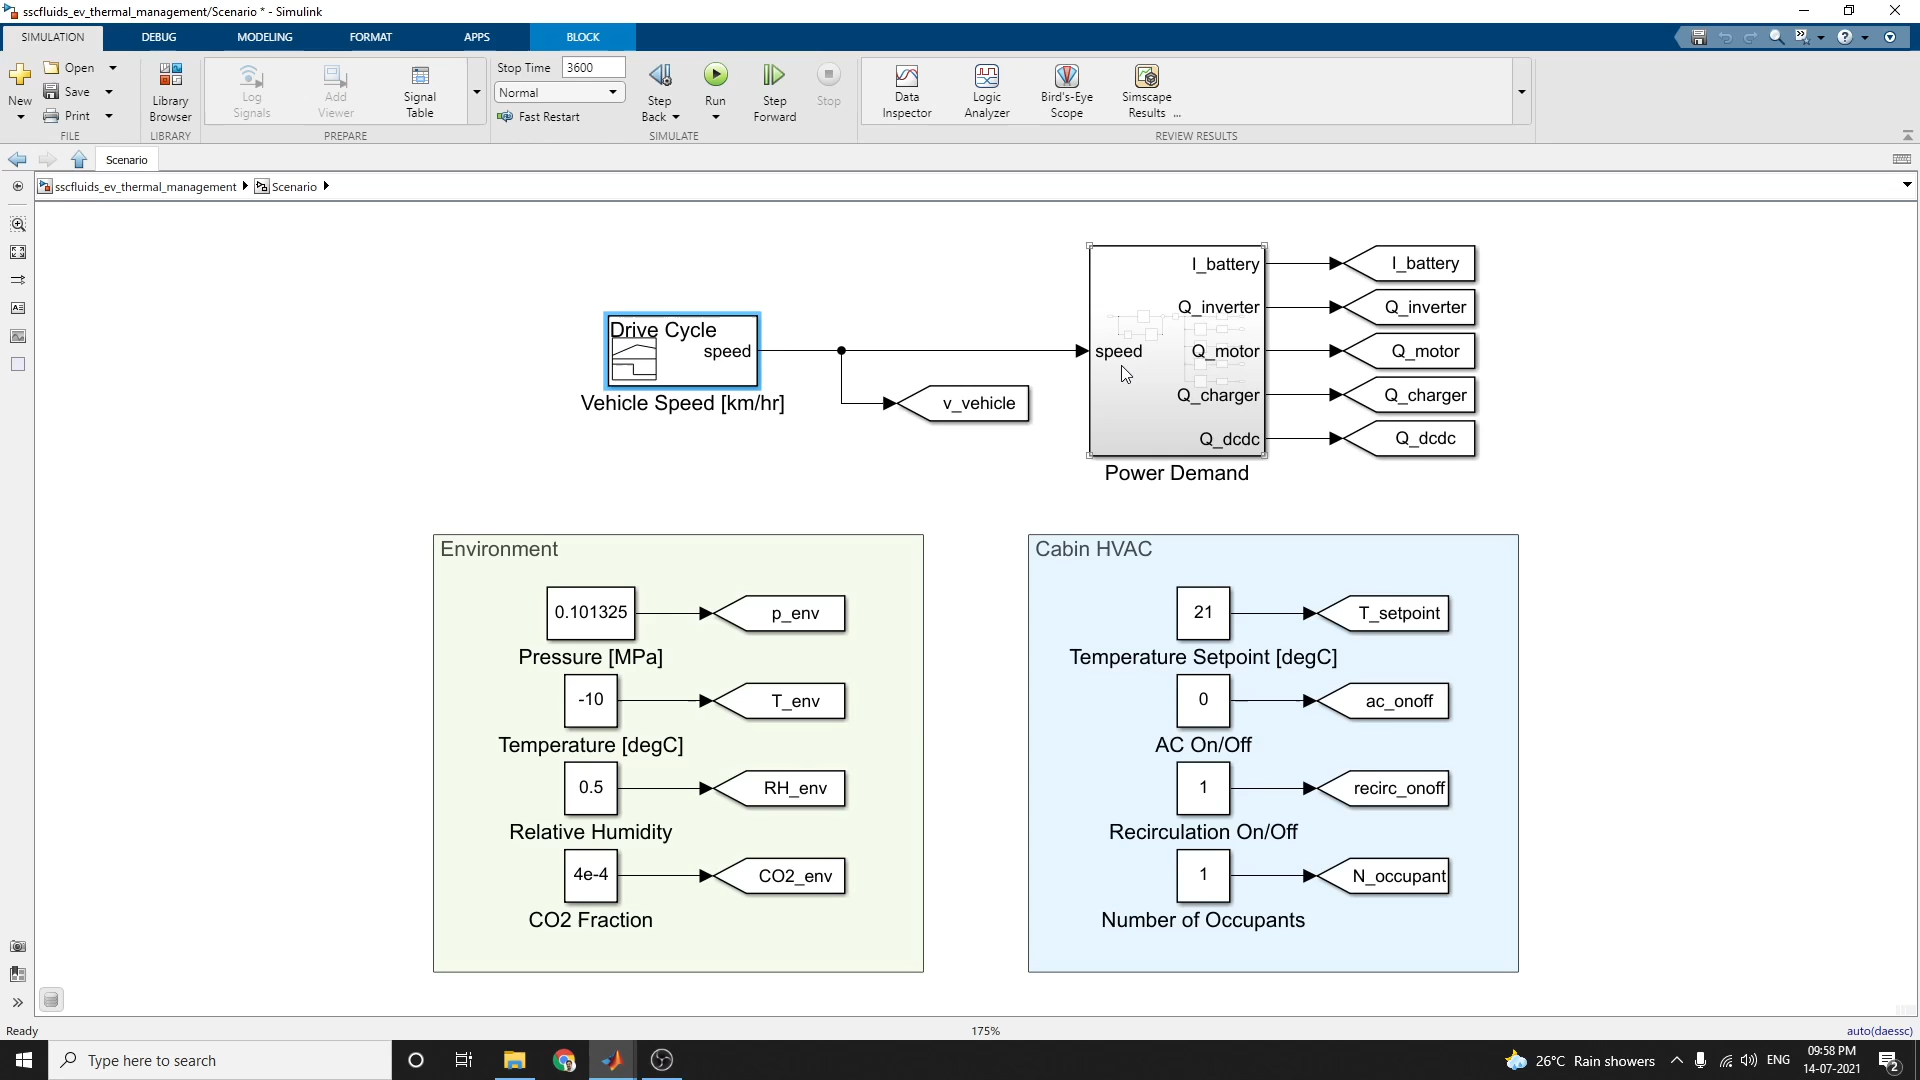 sscfluids_ev_thermal_management/Scenario * - Simulink
SIMULATION
DEBUG
MODELING
FORMAT
APPS
BLOCK
New
Open
Save
Print
FILE
Library
Browser
LIBRARY
Log
Signals
Add
Viewer
Signal
Table
PREPARE
Stop Time
3600
Normal
Fast Restart
Step
Back
Run
Step
Forward
Stop
SIMULATE
Data
Inspector
Logic
Analyzer
Bird's-Eye
Scope
Simscape
Results ...
REVIEW RESULTS
Scenario
sscfluids_ev_thermal_management
Scenario
Drive Cycle
speed
Vehicle Speed [km/hr]
v_vehicle
speed
I_battery
Q_inverter
Q_motor
Q_charger
Q_dcdc
Power Demand
I_battery
Q_inverter
Q_motor
Q_charger
Q_dcdc
Environment
0.101325
p_env
Pressure [MPa]
-10
T_env
Temperature [degC]
0.5
RH_env
Relative Humidity
4e-4
CO2_env
CO2 Fraction
Cabin HVAC
21
T_setpoint
Temperature Setpoint [degC]
0
ac_onoff
AC On/Off
1
recirc_onoff
Recirculation On/Off
1
N_occupant
Number of Occupants
Ready
175%
auto(daessc)
Type here to search
26°C Rain showers
ENG
09:58 PM
14-07-2021
2